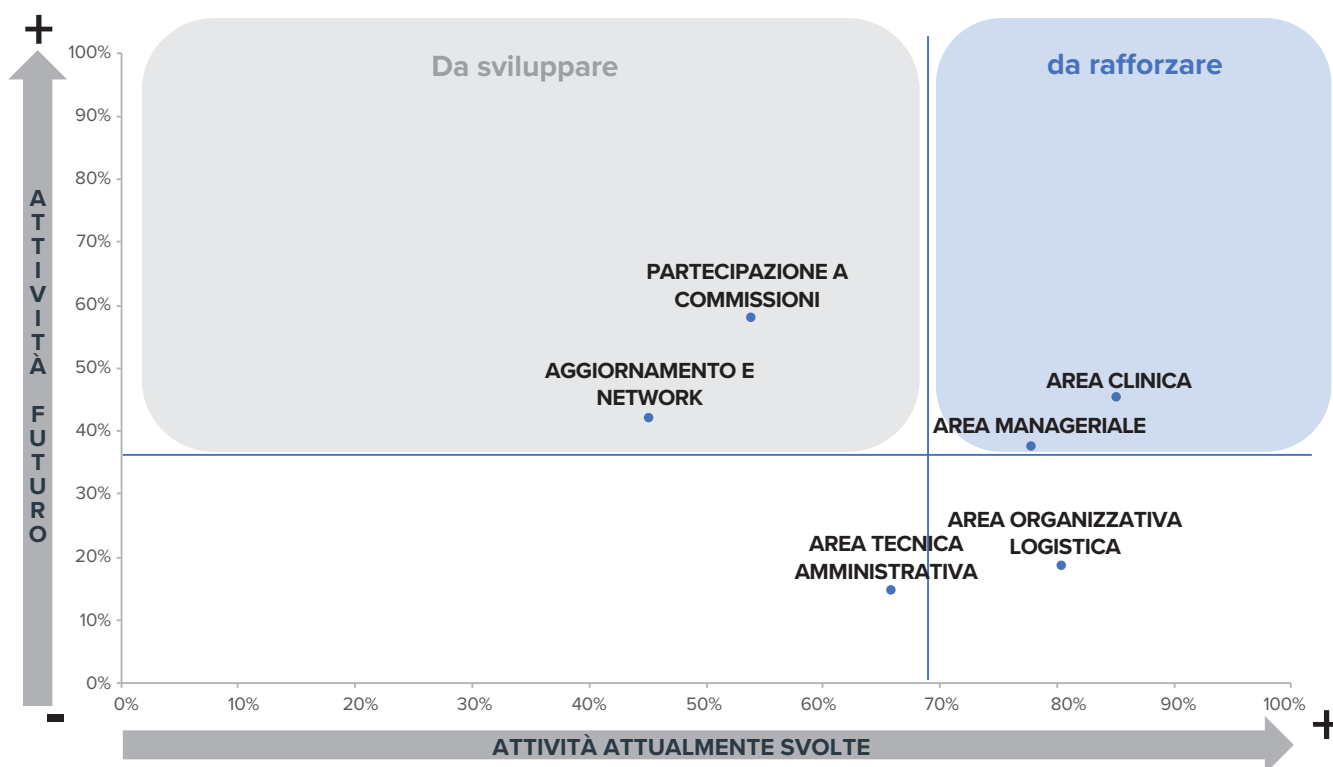 +
Da sviluppare
da rafforzare
100%
90%
80%
70%
60%
50%
40%
30%
20%
10%
0%
ATTIVITÀ FUTURO
PARTECIPAZIONE A
COMMISSIONI
AGGIORNAMENTO E
NETWORK
AREA CLINICA
AREA MANAGERIALE
AREA ORGANIZZATIVA
LOGISTICA
AREA TECNICA
AMMINISTRATIVA
0% 10% 20% 30% 40% 50% 60% 70% 80% 90% 100%
- +
ATTIVITÀ ATTUALMENTE SVOLTE